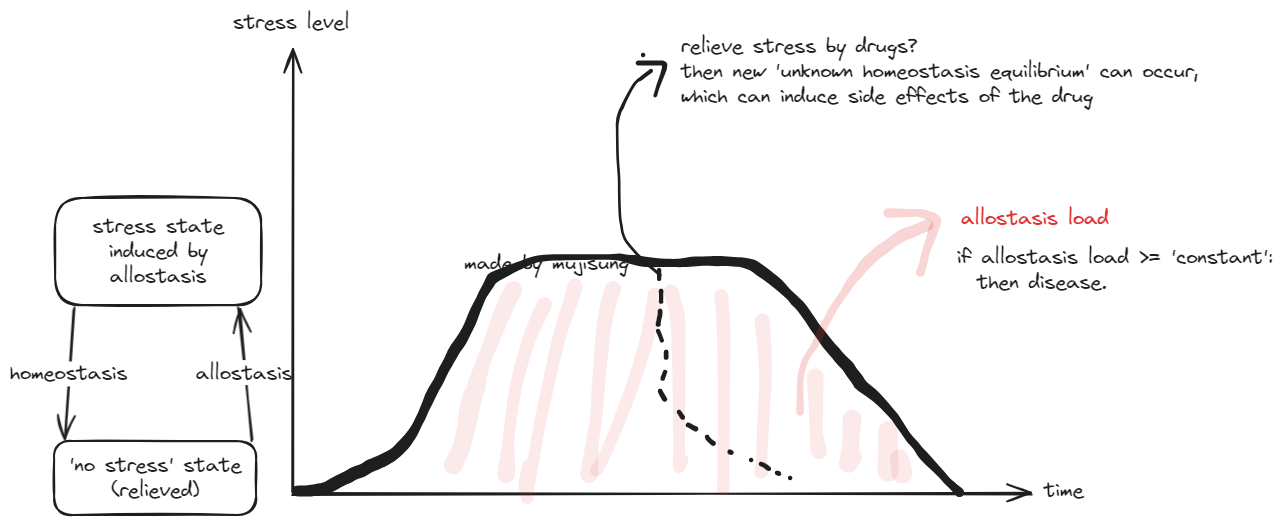 stress level
relieve stress by drugs?
then new 'unknown homeostasis equilibrium' can occur,
which can induce side effects of the drug
stress state
induced by
allostasis
allostasis load
if allostasis load >= 'constant':
then disease.
made by mujisung
homeostasis
allostasis
'no stress' state
(relieved)
time